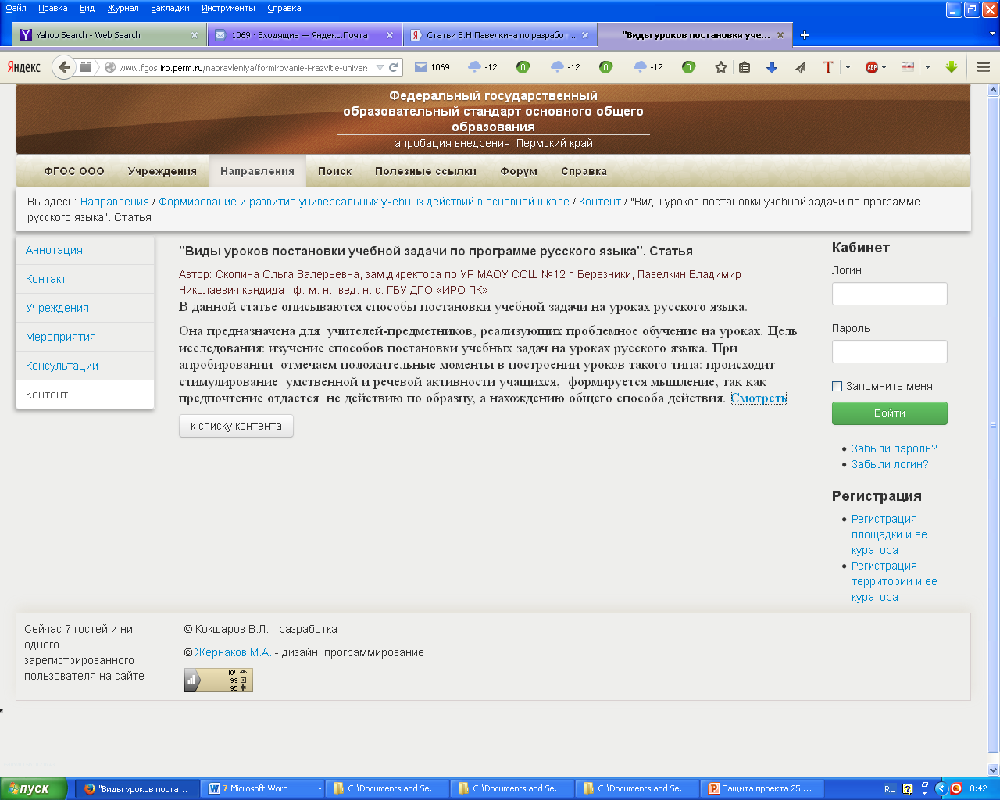 Файл Правка Вид Журнал Закладки Инструменты Справка
Yahoo Search - Web Search
1069 · Входящие — Яндекс.Почта
Статьи В.Н.Павелкина по разработ...
"Виды уроков постановки уче...
Яндекс
www.fgos.iro.perm.ru/napravleniya/formirovanie-i-razvitie-univer:
1069 -12 0 -12 0 -12 0 T ABP
Федеральный государственный
образовательный стандарт основного общего
образования
апробация внедрения, Пермский край
ФГОС ООО Учреждения Направления Поиск Полезные ссылки Форум Справка
Вы здесь: Направления / Формирование и развитие универсальных учебных действий в основной школе / Контент / "Виды уроков постановки учебной задачи по программе
русского языка". Статья
Аннотация
Контакт
Учреждения
Мероприятия
Консультации
Контент
"Виды уроков постановки учебной задачи по программе русского языка". Статья
Автор: Скопина Ольга Валерьевна, зам.директора по УР МАОУ СОШ №12 г. Березники, Павелкин Владимир
Николаевич,кандидат ф.-м. н., вед. н. с. ГБУ ДПО «ИРО ПК»
В данной статье описываются способы постановки учебной задачи на уроках русского языка.
Она предназначена для учителей-предметников, реализующих проблемное обучение на уроках. Цель
исследования: изучение способов постановки учебных задач на уроках русского языка. При
апробировании отмечаем положительные моменты в построении уроков такого типа: происходит
стимулирование умственной и речевой активности учащихся, формируется мышление, так как
предпочтение отдается не действию по образцу, а нахождению общего способа действия. Смотреть
к списку контента
Кабинет
Логин
Пароль
Запомнить меня
Войти
Забыли пароль?
Забыли логин?
Регистрация
Регистрация
площадки и ее
куратора
Регистрация
территории и ее
куратора
Сейчас 7 гостей и ни
одного
зарегистрированного
пользователя на сайте
© Кокшаров В.Л. - разработка
© Жернаков М.А. - дизайн, программирование
404
99
95
пуск
"Виды уроков поста...
7 Microsoft Word
C:\Documents and Se...
C:\Documents and Se...
C:\Documents and Se...
Защита проекта 25 ...
RU
0:42